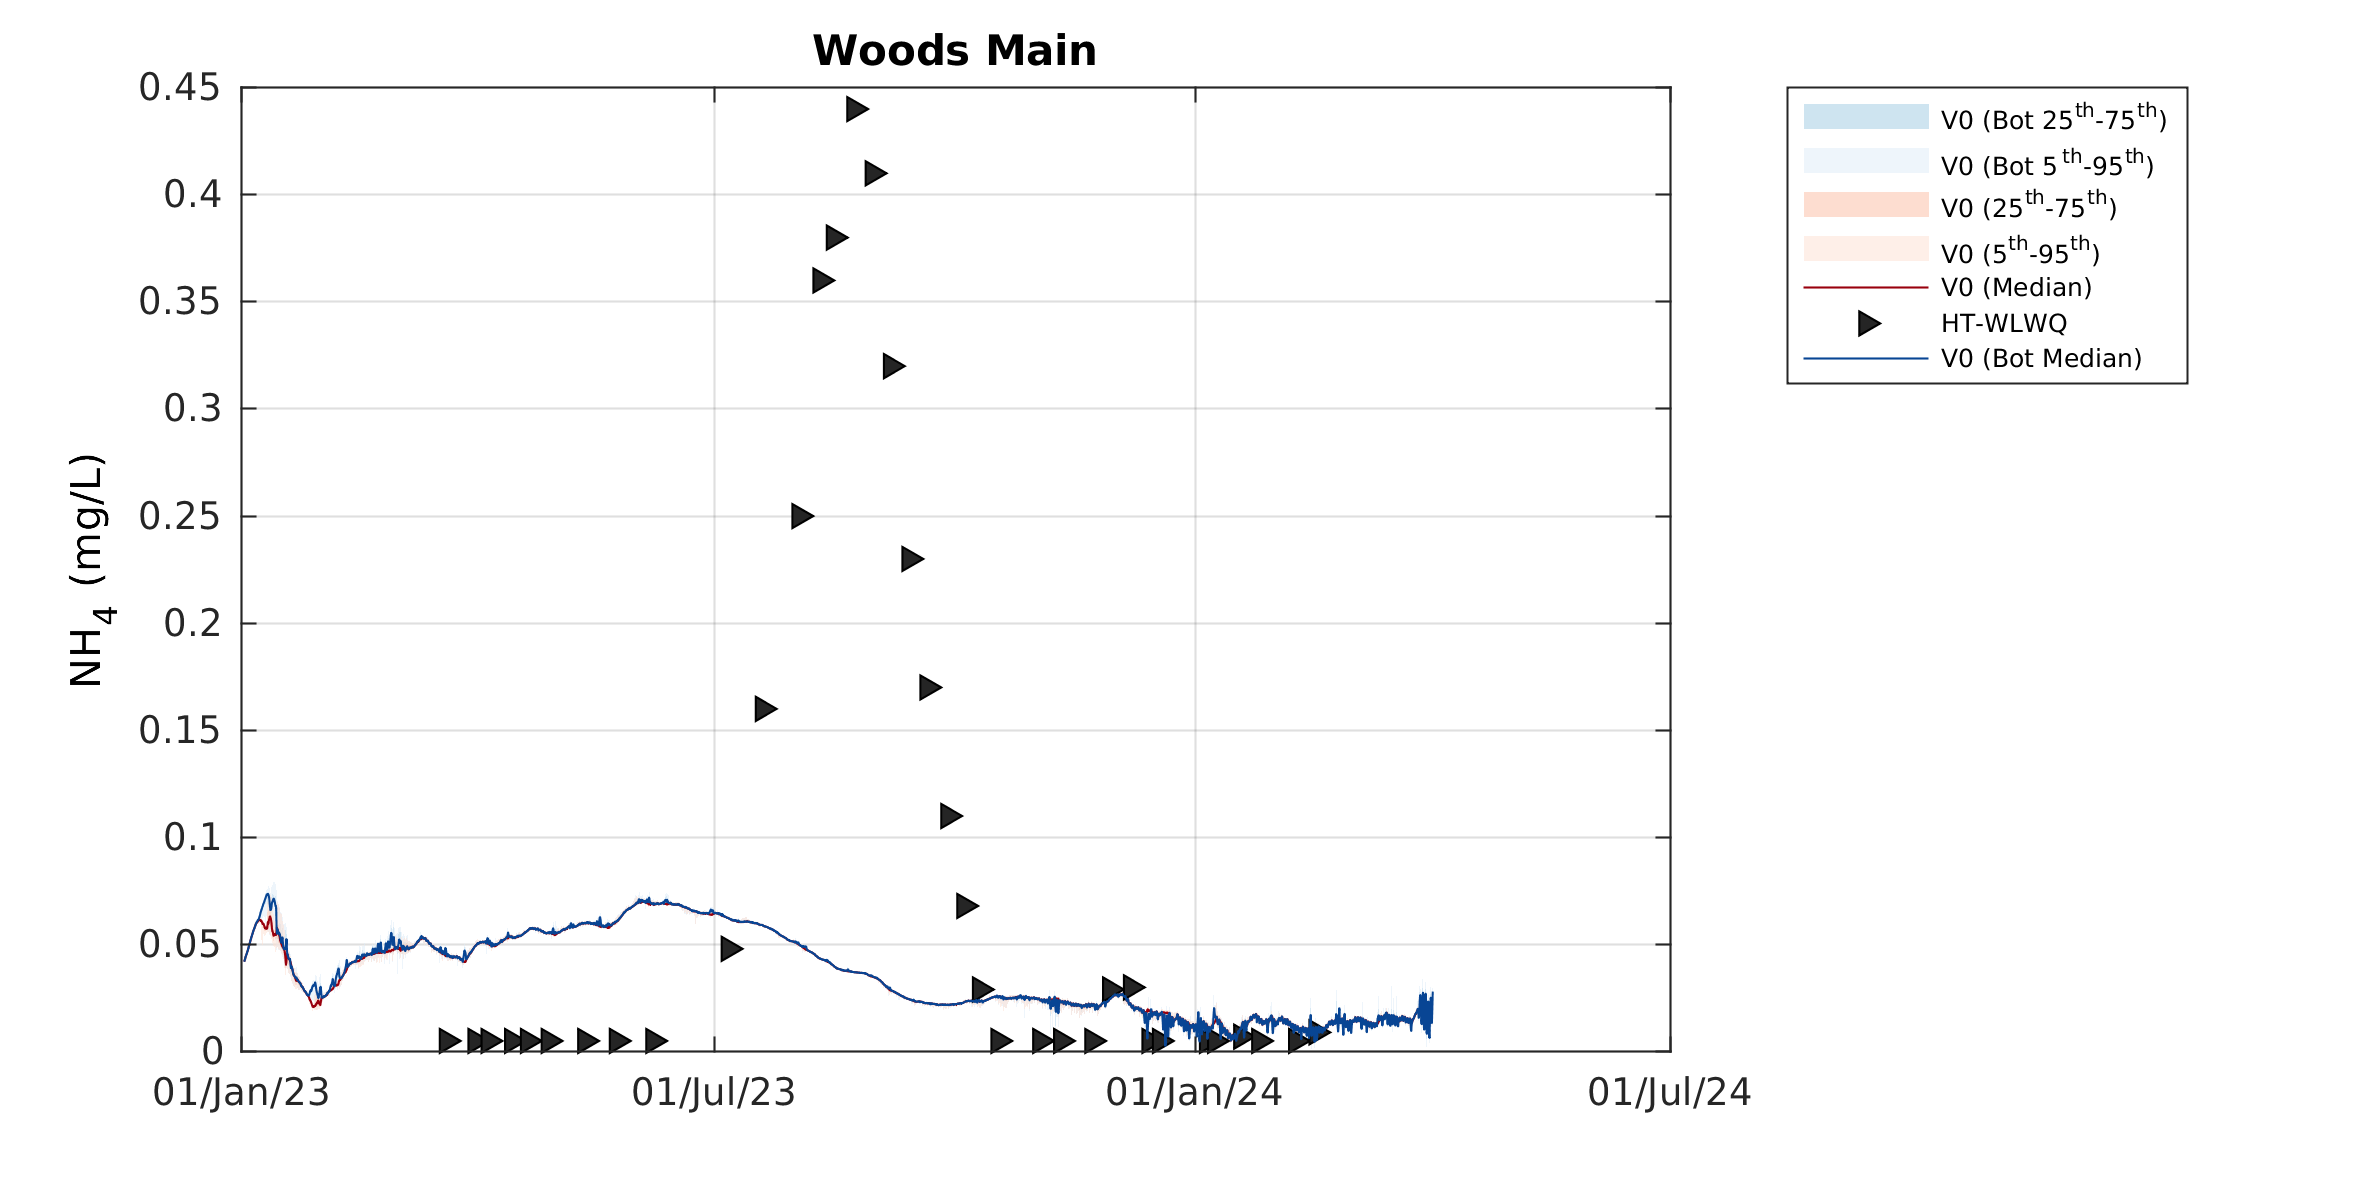 Woods Main
NH4 (mg/L)
0.45
0.4
0.35
0.3
0.25
0.2
0.15
0.1
0.05
0
01/Jan/23 01/Jul/23 01/Jan/24 01/Jul/24
V0 (Bot 25th-75th)
V0 (Bot 5th-95th)
V0 (25th-75th)
V0 (5th-95th)
V0 (Median)
HT-WLWQ
V0 (Bot Median)